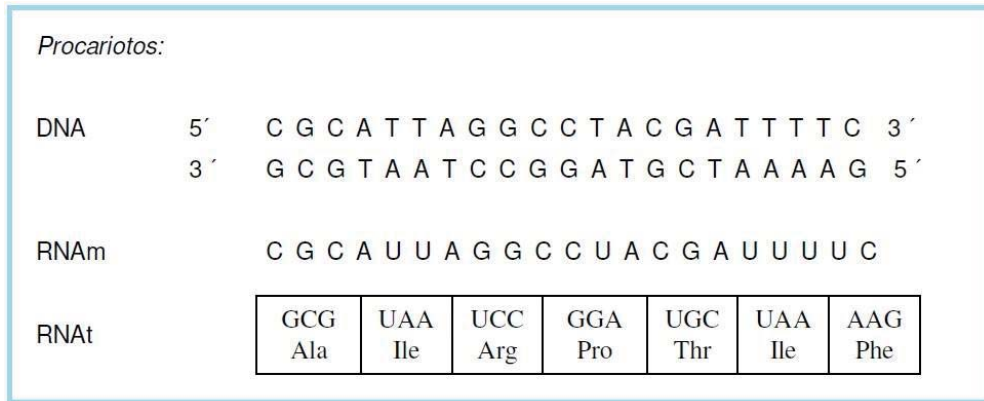 Procariotos:
DNA 5´ C G C A T T A G G C C T A C G A T T T T C 3´
3´ G C G T A A T C C G G A T G C T A A A A G 5´
RNAm C G C A U U A G G C C U A C G A U U U U C
RNAt GCG UAA UCC GGA UGC UAA AAG
Ala Ile Arg Pro Thr Ile Phe